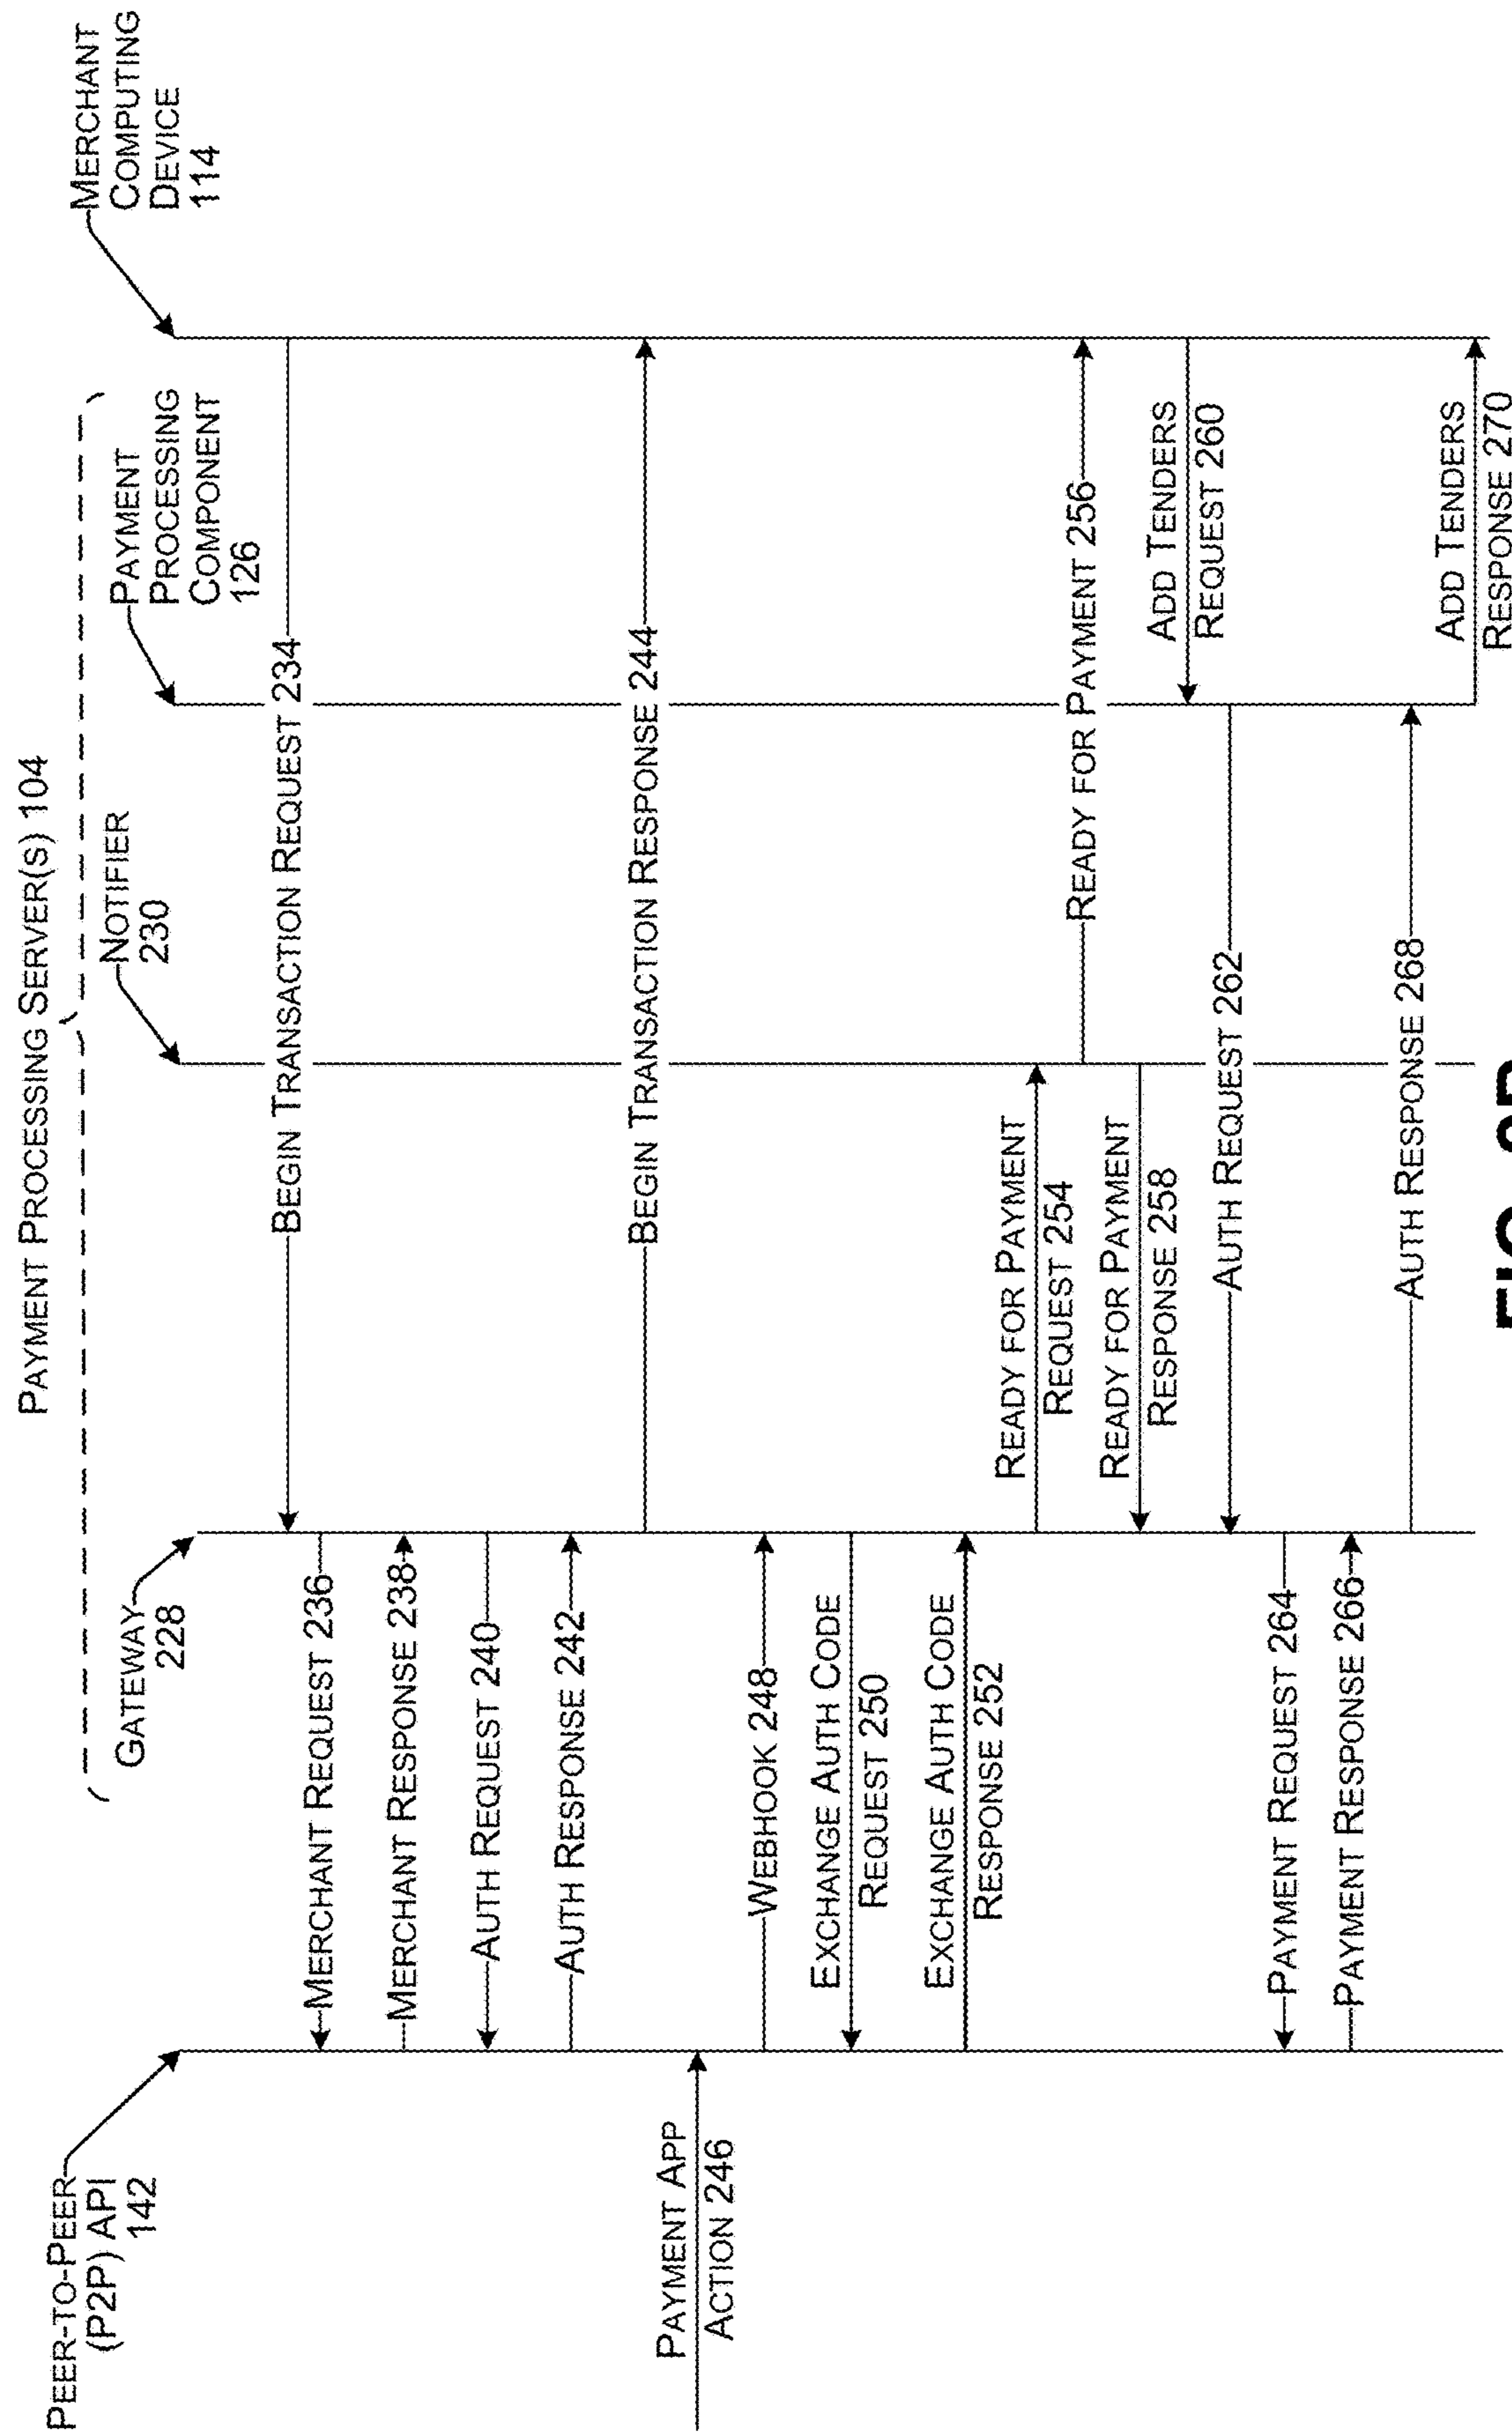 PAYMENT PROCESSING SERVER(S) 104
PEER-TO-PEER
(P2P) API
142
GATEWAY
228
NOTIFIER
230
PAYMENT
PROCESSING
COMPONENT
126
MERCHANT
COMPUTING
DEVICE
114
BEGIN TRANSACTION REQUEST 234
MERCHANT REQUEST 236
MERCHANT RESPONSE 238
AUTH REQUEST 240
AUTH RESPONSE 242
BEGIN TRANSACTION RESPONSE 244
PAYMENT APP
ACTION 246
WEBHOOK 248
EXCHANGE AUTH CODE
REQUEST 250
EXCHANGE AUTH CODE
RESPONSE 252
READY FOR PAYMENT
REQUEST 254
READY FOR PAYMENT 256
READY FOR PAYMENT
RESPONSE 258
ADD TENDERS
REQUEST 260
AUTH REQUEST 262
PAYMENT REQUEST 264
PAYMENT RESPONSE 266
AUTH RESPONSE 268
ADD TENDERS
RESPONSE 270